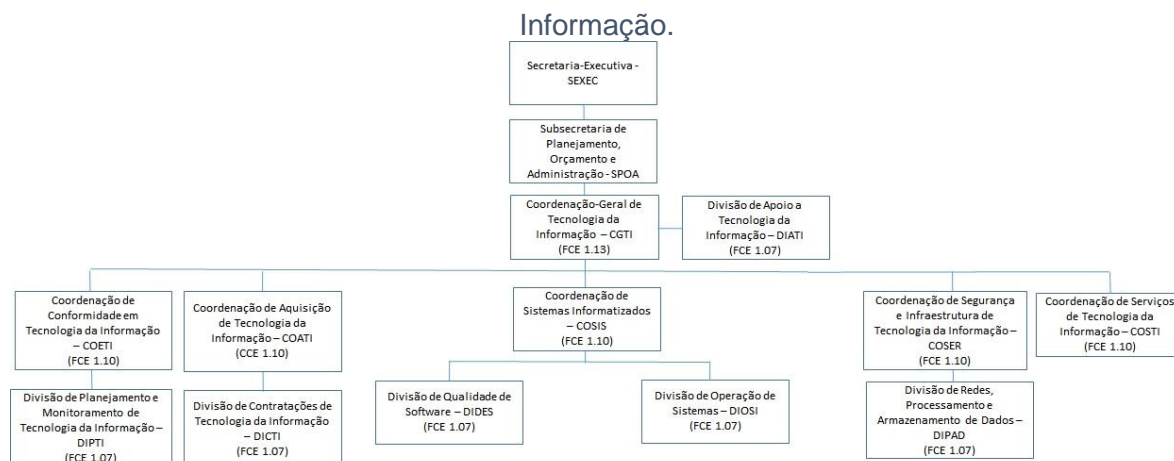 Informação.
Secretaria-Executiva -
SEXEC
Subsecretaria de
Planejamento,
Orçamento e
Administração - SPOA
Coordenação-Geral de
Tecnologia da
Informação – CGTI
(FCE 1.13)
Divisão de Apoio a
Tecnologia da
Informação – DIATI
(FCE 1.07)
Coordenação de
Conformidade em
Tecnologia da Informação
– COETI
(FCE 1.10)
Coordenação de Aquisição
de Tecnologia da
Informação – COATI
(CCE 1.10)
Coordenação de
Sistemas Informatizados
– COSIS
(FCE 1.10)
Coordenação de Segurança
e Infraestrutura de
Tecnologia da Informação –
COSER
(FCE 1.10)
Coordenação de Serviços
de Tecnologia da
Informação – COSTI
(FCE 1.10)
Divisão de Planejamento e
Monitoramento de
Tecnologia da Informação –
DIPTI
(FCE 1.07)
Divisão de Contratações de
Tecnologia da Informação
– DICTI
(FCE 1.07)
Divisão de Qualidade de
Software – DIDES
(FCE 1.07)
Divisão de Operação de
Sistemas – DIOSI
(FCE 1.07)
Divisão de Redes,
Processamento e
Armazenamento de Dados –
DIPAD
(FCE 1.07)